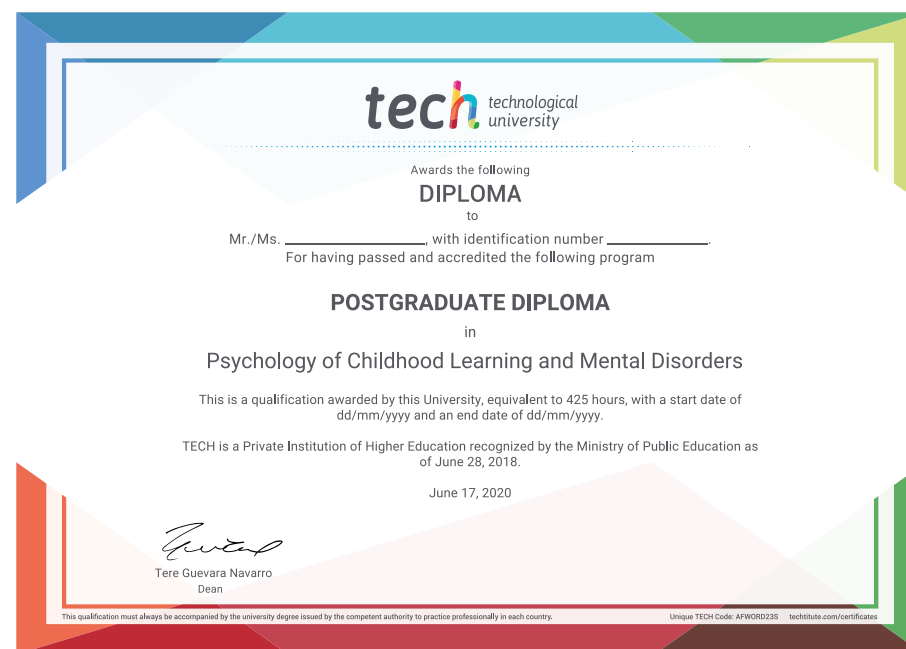 tech technological
university
Awards the following
DIPLOMA
to
Mr./Ms. ____________, with identification number ____________.
For having passed and accredited the following program
POSTGRADUATE DIPLOMA
in
Psychology of Childhood Learning and Mental Disorders
This is a qualification awarded by this University, equivalent to 425 hours, with a start date of
dd/mm/yyyy and an end date of dd/mm/yyyy.
TECH is a Private Institution of Higher Education recognized by the Ministry of Public Education as
of June 28, 2018.
June 17, 2020
Tere Guevara Navarro
Dean
This qualification must always be accompanied by the university degree issued by the competent authority to practice professionally in each country.
Unique TECH Code: AFWORD23S techtitute.com/certificates